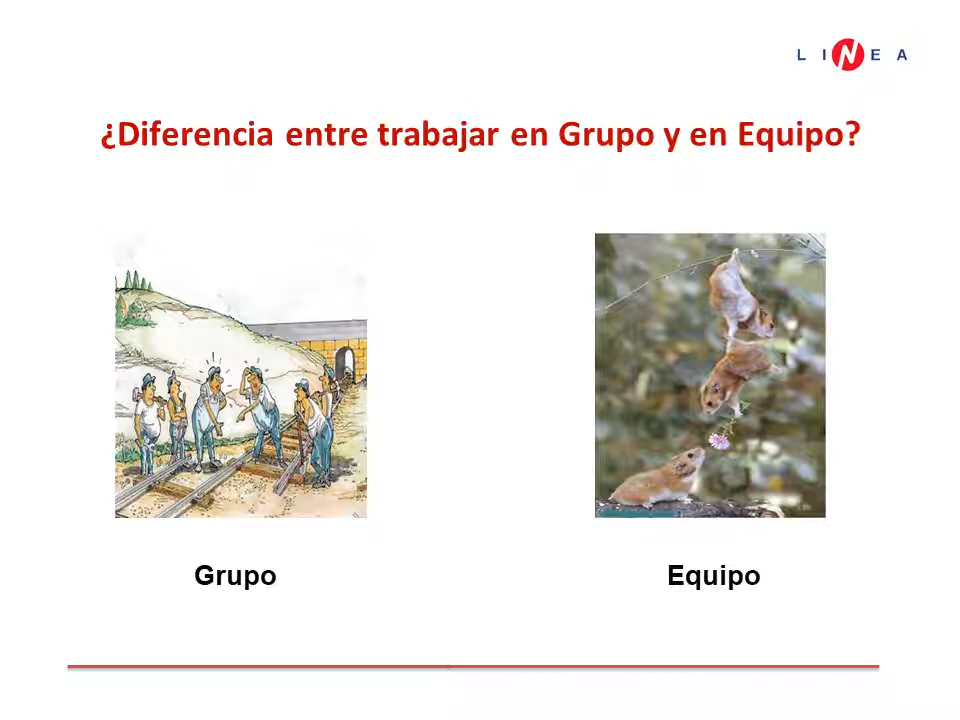 LINEA
¿Diferencia entre trabajar en Grupo y en Equipo?
Grupo
Equipo